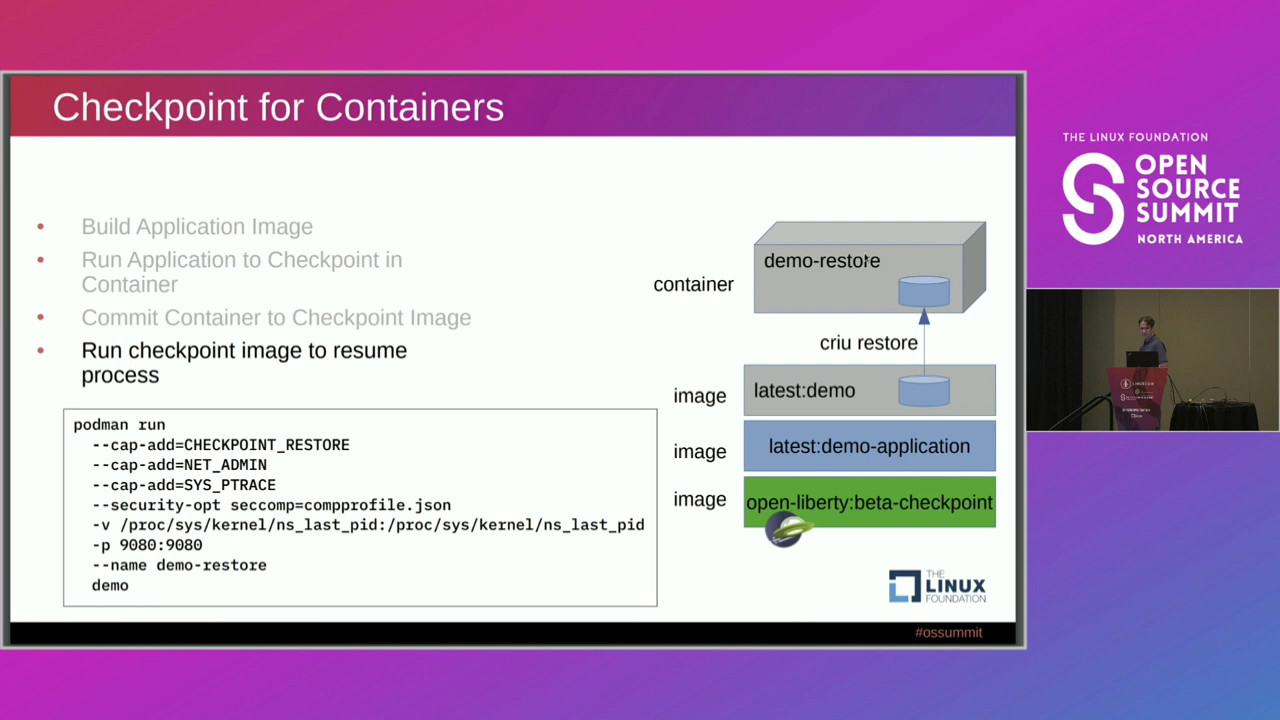 Checkpoint for Containers
• Build Application Image
• Run Application to Checkpoint in
Container
• Commit Container to Checkpoint Image
• Run checkpoint image to resume
process
podman run
--cap-add=CHECKPOINT_RESTORE
--cap-add=NET_ADMIN
--cap-add=SYS_PTRACE
--security-opt seccomp=compprofile.json
-v /proc/sys/kernel/ns_last_pid:/proc/sys/kernel/ns_last_pid
-p 9080:9080
--name demo-restore
demo
container
demo-restore
criu restore
image
latest:demo
image
latest:demo-application
image
open-liberty:beta-checkpoint
THE
LINUX
FOUNDATION
#ossummit
THE LINUX FOUNDATION
OPEN
SOURCE
SUMMIT
NORTH AMERICA